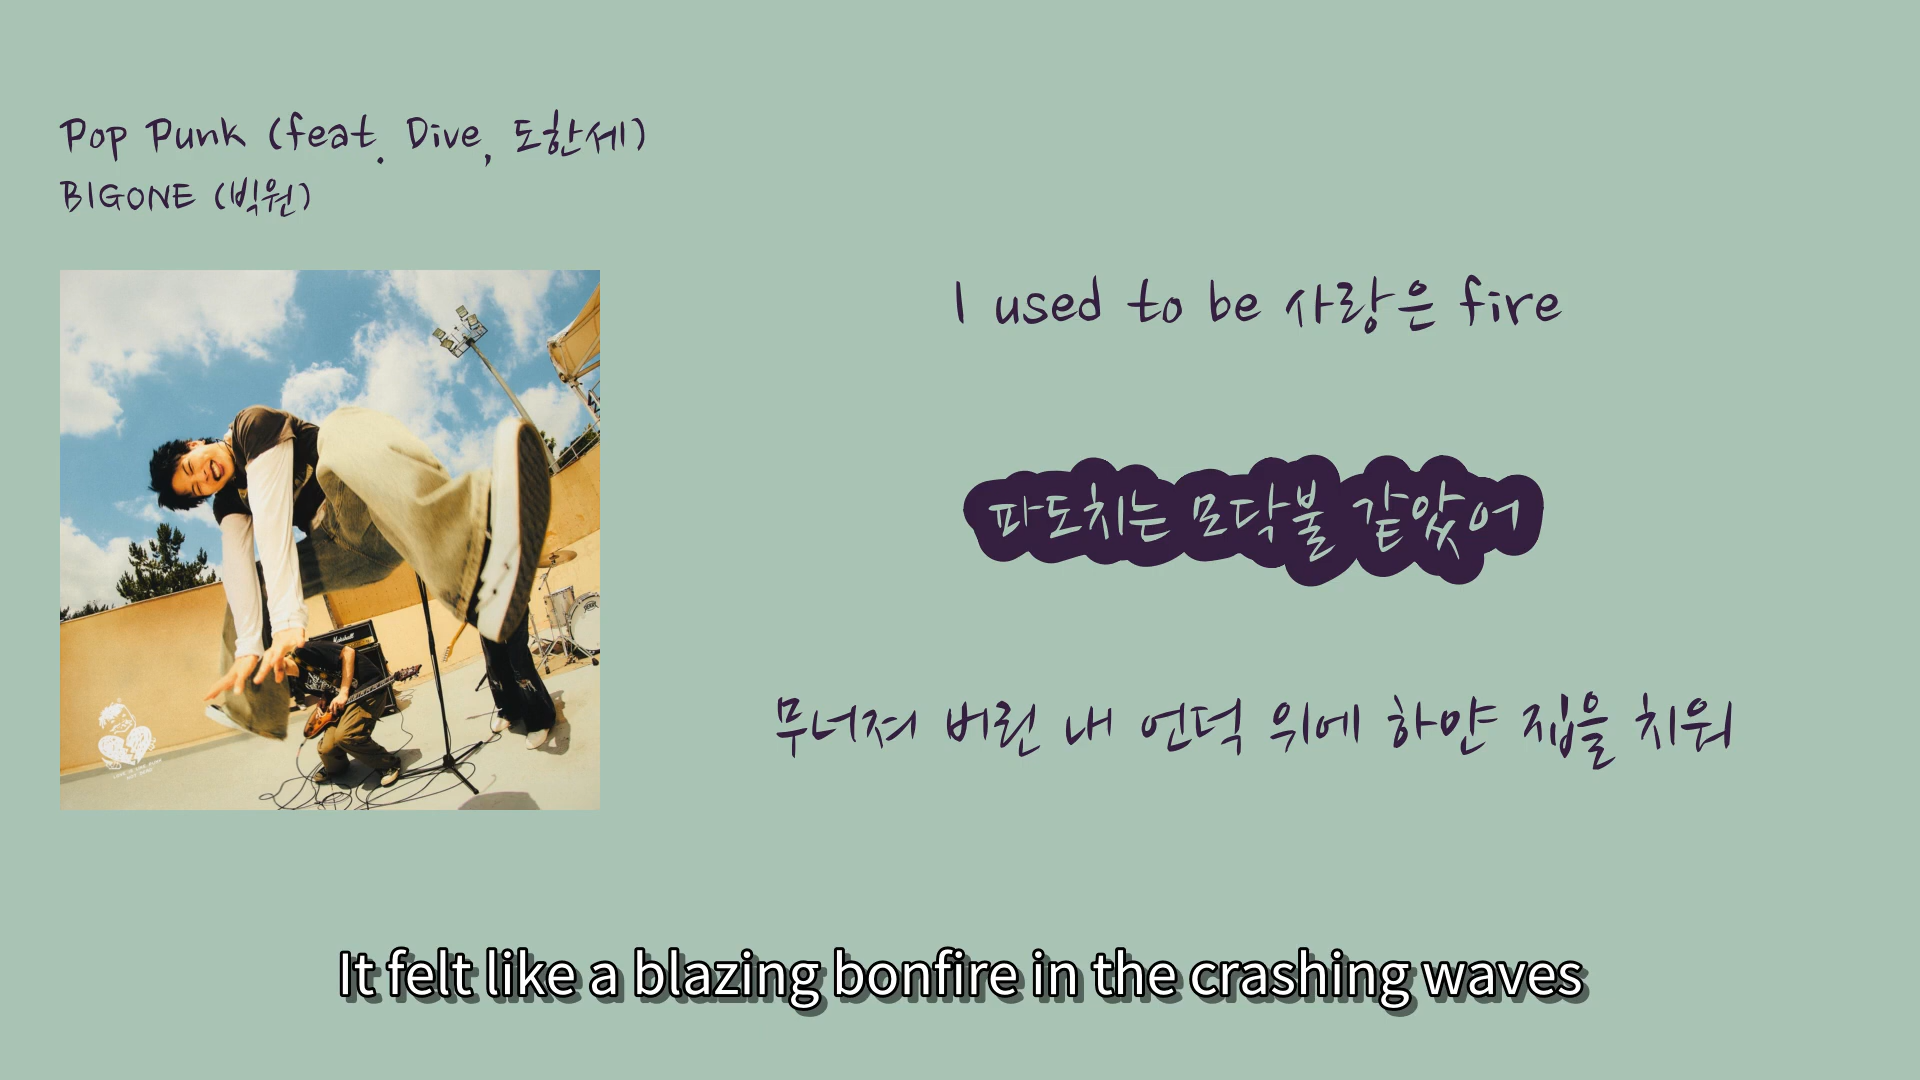 Pop Punk (feat. Dive, 도한세)
BIGONE (빅원)
I used to be 사랑은 fire
파도치는 모닥불 같았어
무너져 버린 내 언덕 위에 하얀 집을 치워
Marshall
It felt like a blazing bonfire in the crashing waves